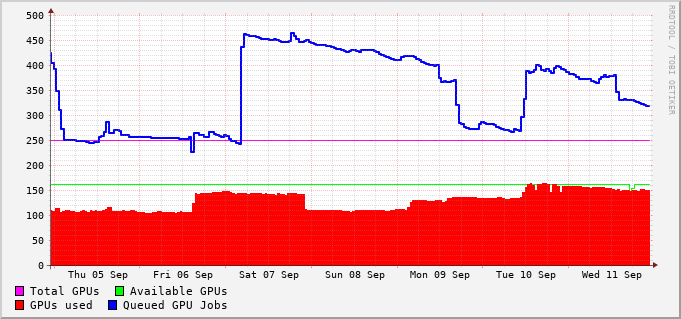 500
450
400
350
300
250
200
150
100
50
0
Thu 05 Sep Fri 06 Sep Sat 07 Sep Sun 08 Sep Mon 09 Sep Tue 10 Sep Wed 11 Sep
Total GPUs Available GPUs
GPUs used Queued GPU Jobs
RRDTOOL / TOBI OETIKER